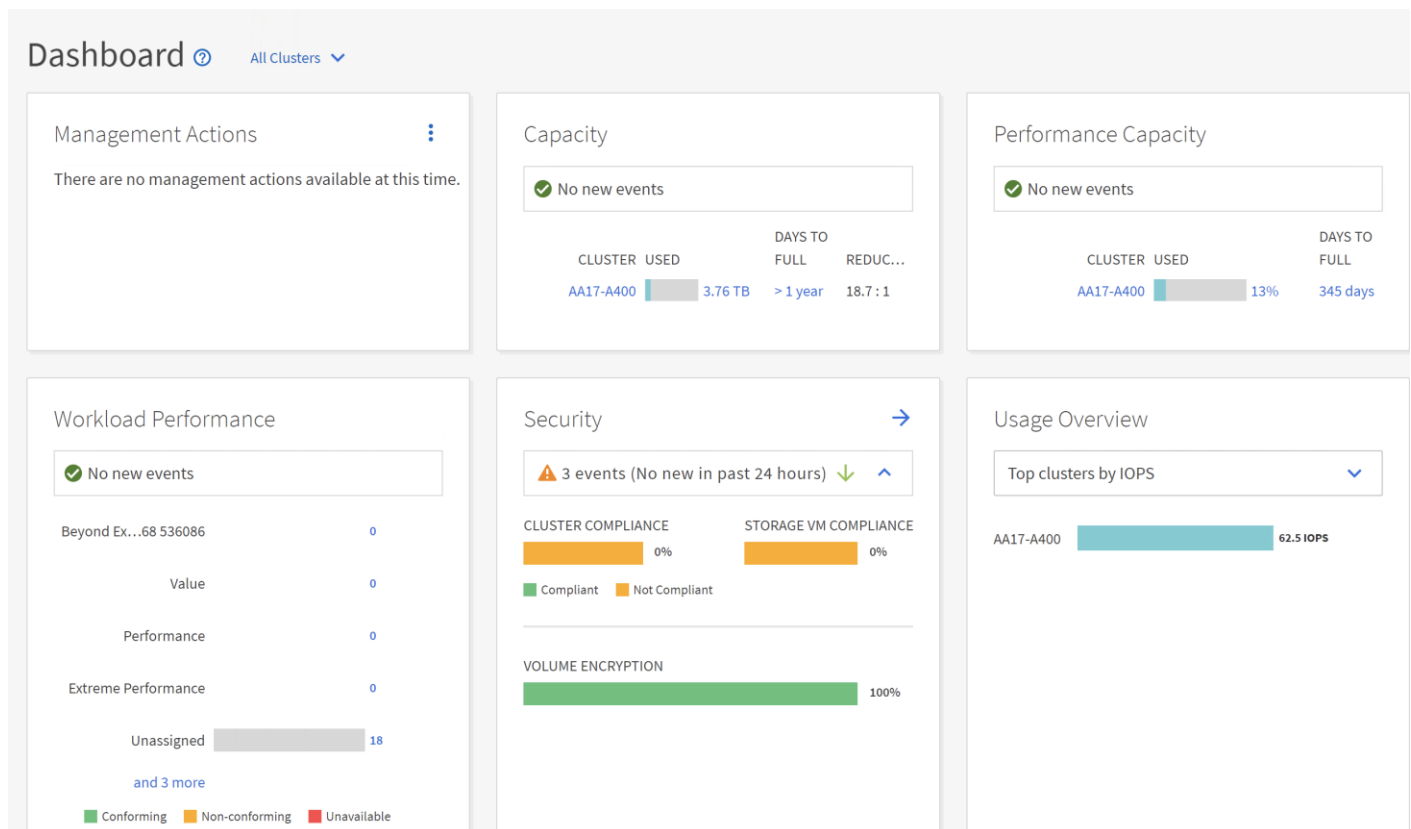 Dashboard
All Clusters
Management Actions
There are no management actions available at this time.
Capacity
No new events
DAYS TO
CLUSTER USED FULL REDUC...
AA17-A400 3.76 TB > 1 year 18.7 : 1
Performance Capacity
No new events
DAYS TO
CLUSTER USED FULL
AA17-A400 13% 345 days
Workload Performance
No new events
Beyond Ex...68 536086 0
Value 0
Performance 0
Extreme Performance 0
Unassigned 18
and 3 more
Conforming Non-conforming Unavailable
Security
3 events (No new in past 24 hours)
CLUSTER COMPLIANCE STORAGE VM COMPLIANCE
0% 0%
Compliant Not Compliant
VOLUME ENCRYPTION
100%
Usage Overview
Top clusters by IOPS
AA17-A400 62.5 IOPS